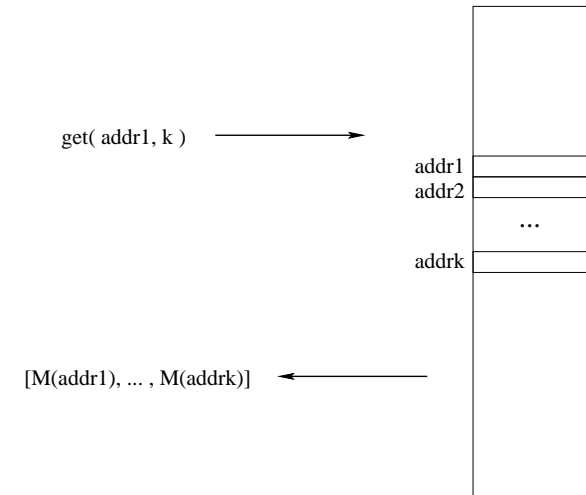 get( addr1, k )
addr1
addr2
...
addrk
[M(addr1), ... , M(addrk)]